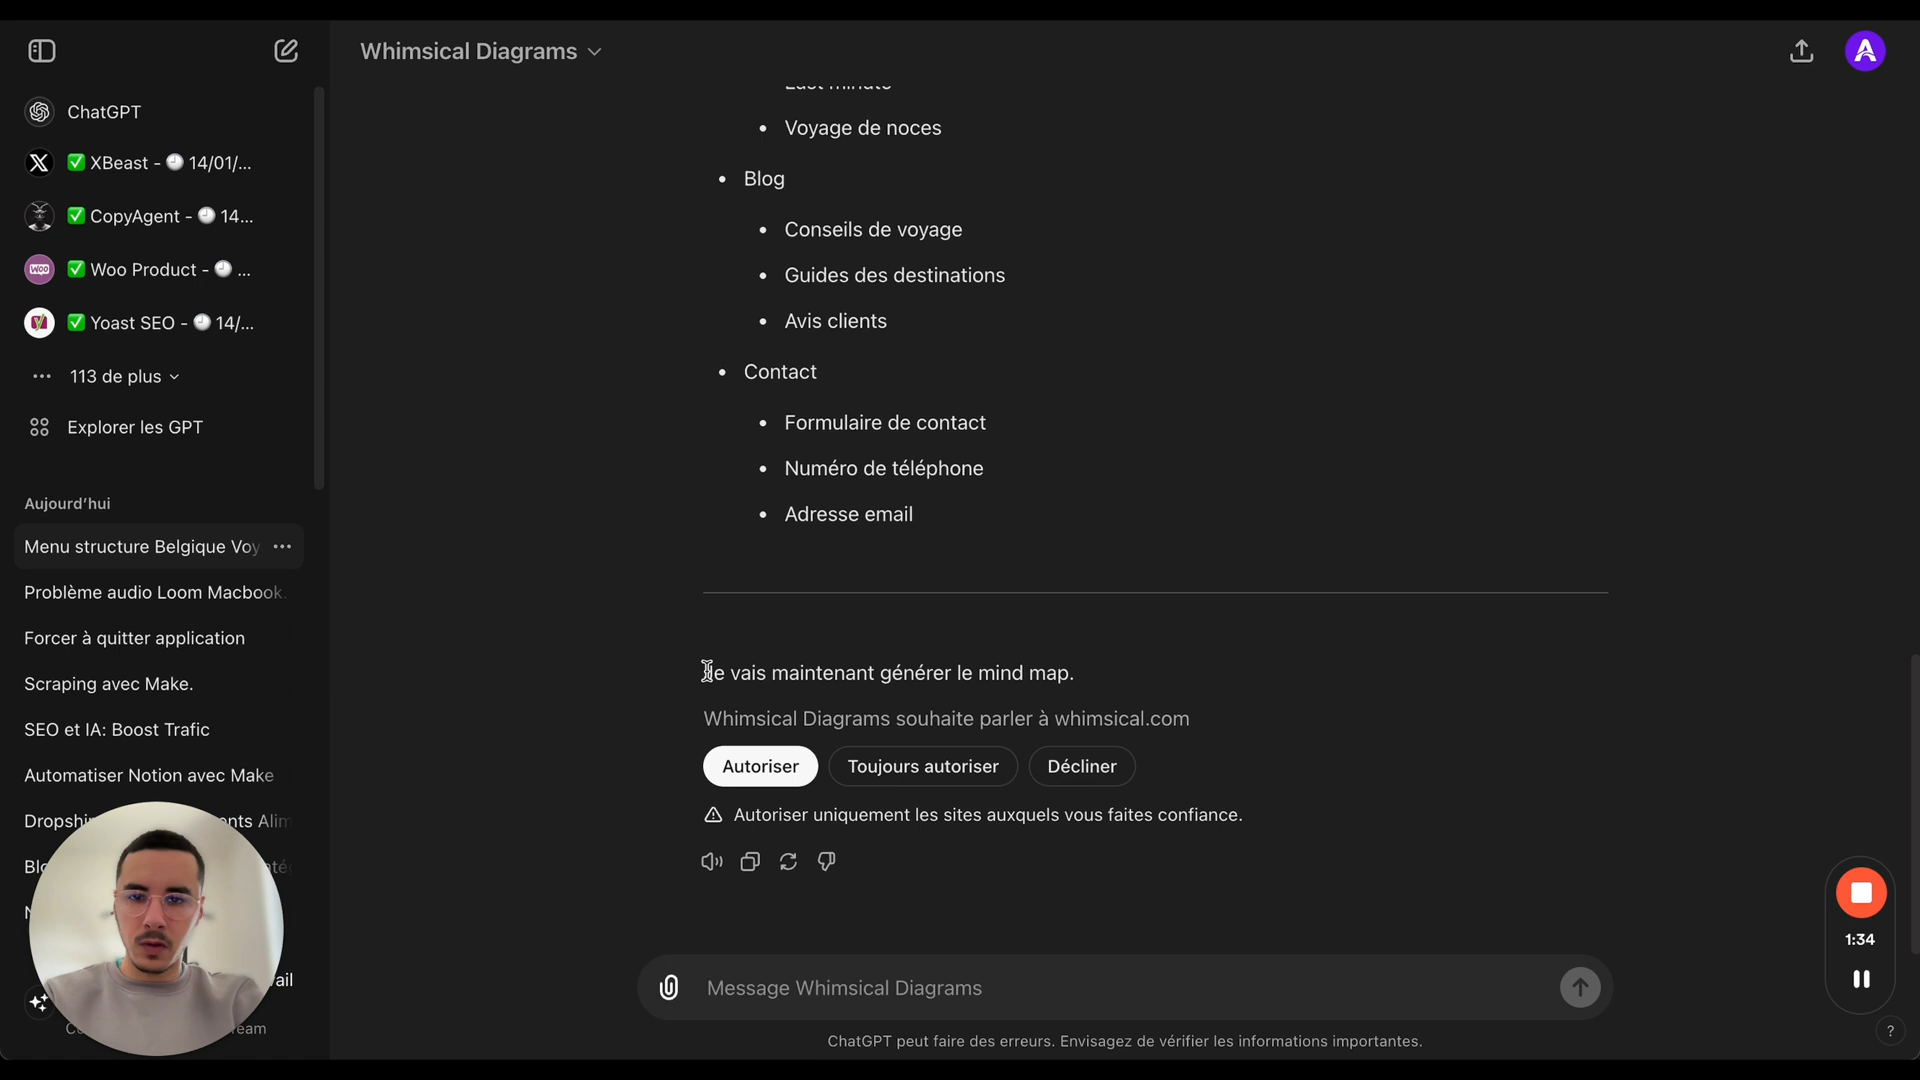 Whimsical Diagrams
ChatGPT
✅ XBeast - 🕘 14/01/...
✅ CopyAgent - 🕘 14...
✅ Woo Product - 🕘 ...
✅ Yoast SEO - 🕘 14/...
113 de plus
Explorer les GPT
Aujourd’hui
Menu structure Belgique Voy
Problème audio Loom Macbook.
Forcer à quitter application
Scraping avec Make.
SEO et IA: Boost Trafic
Automatiser Notion avec Make
Voyage de noces
Blog
Conseils de voyage
Guides des destinations
Avis clients
Contact
Formulaire de contact
Numéro de téléphone
Adresse email
Je vais maintenant générer le mind map.
Whimsical Diagrams souhaite parler à whimsical.com
Autoriser
Toujours autoriser
Décliner
Autoriser uniquement les sites auxquels vous faites confiance.
Message Whimsical Diagrams
ChatGPT peut faire des erreurs. Envisagez de vérifier les informations importantes.
1:34
?